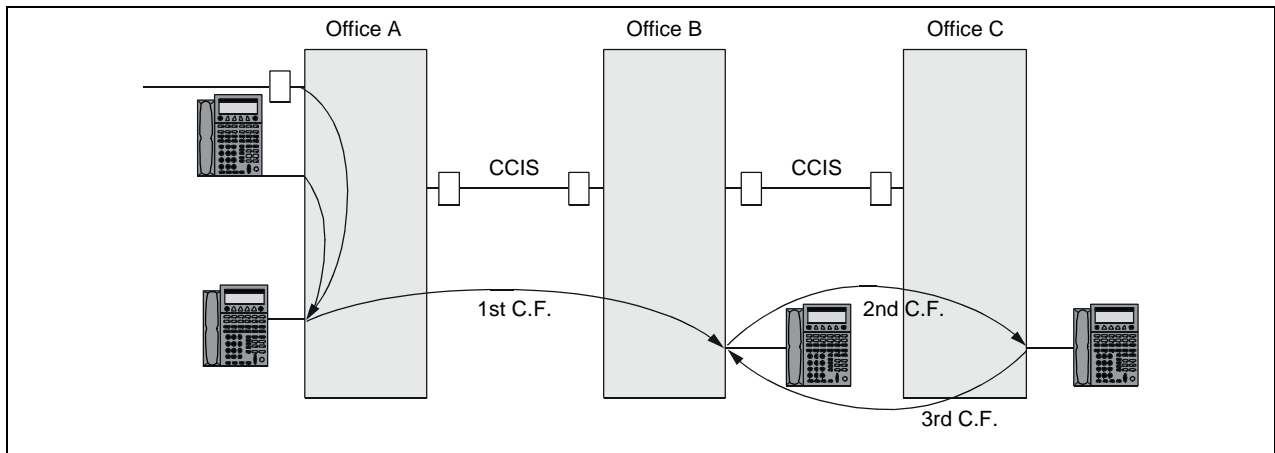 Office A
Office B
Office C
CCIS
CCIS
1st C.F.
2nd C.F.
3rd C.F.